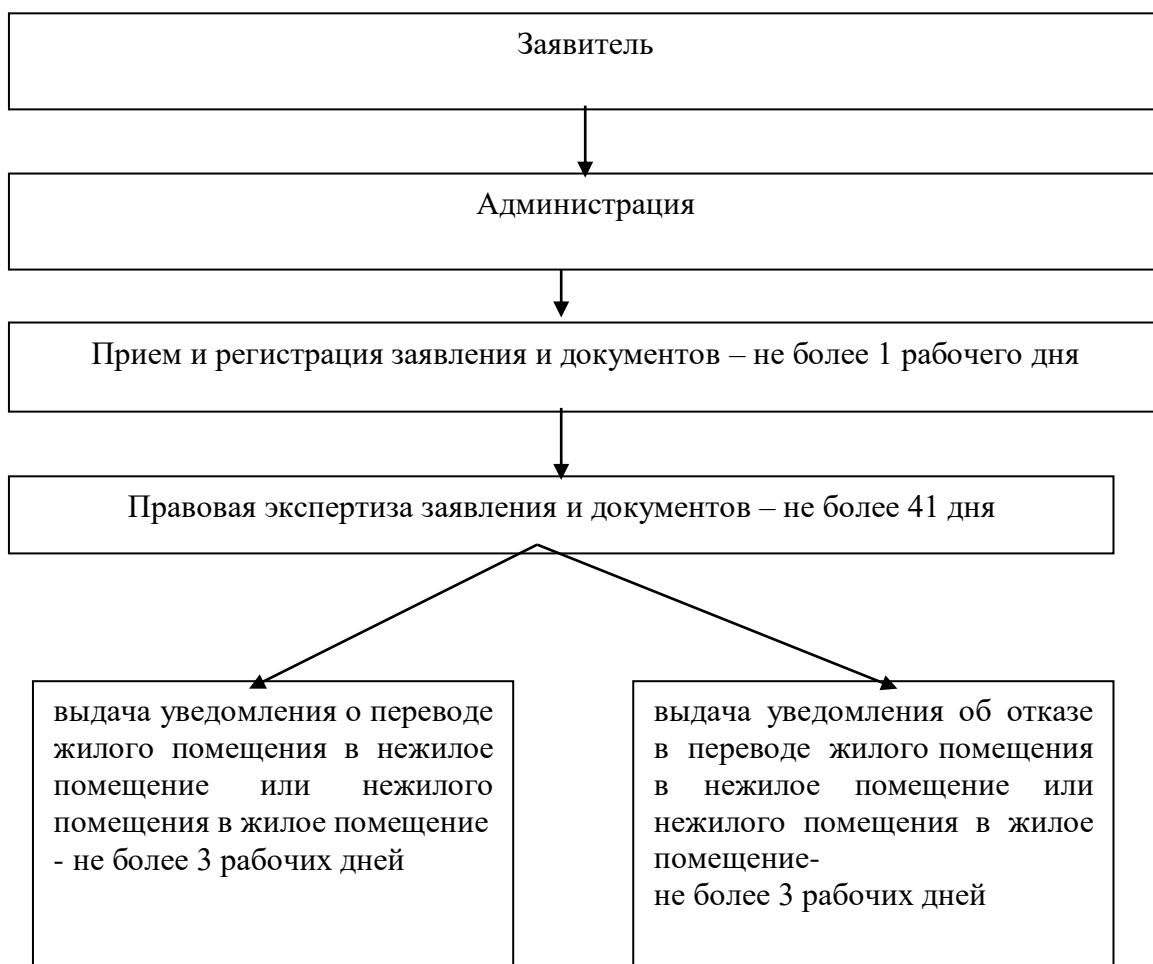 Заявитель
Администрация
Прием и регистрация заявления и документов – не более 1 рабочего дня
Правовая экспертиза заявления и документов – не более 41 дня
выдача уведомления о переводе
жилого помещения в нежилое
помещение или нежилого
помещения в жилое помещение
- не более 3 рабочих дней
выдача уведомления об отказе
в переводе жилого помещения
в нежилое помещение или
нежилого помещения в жилое
помещение-
не более 3 рабочих дней